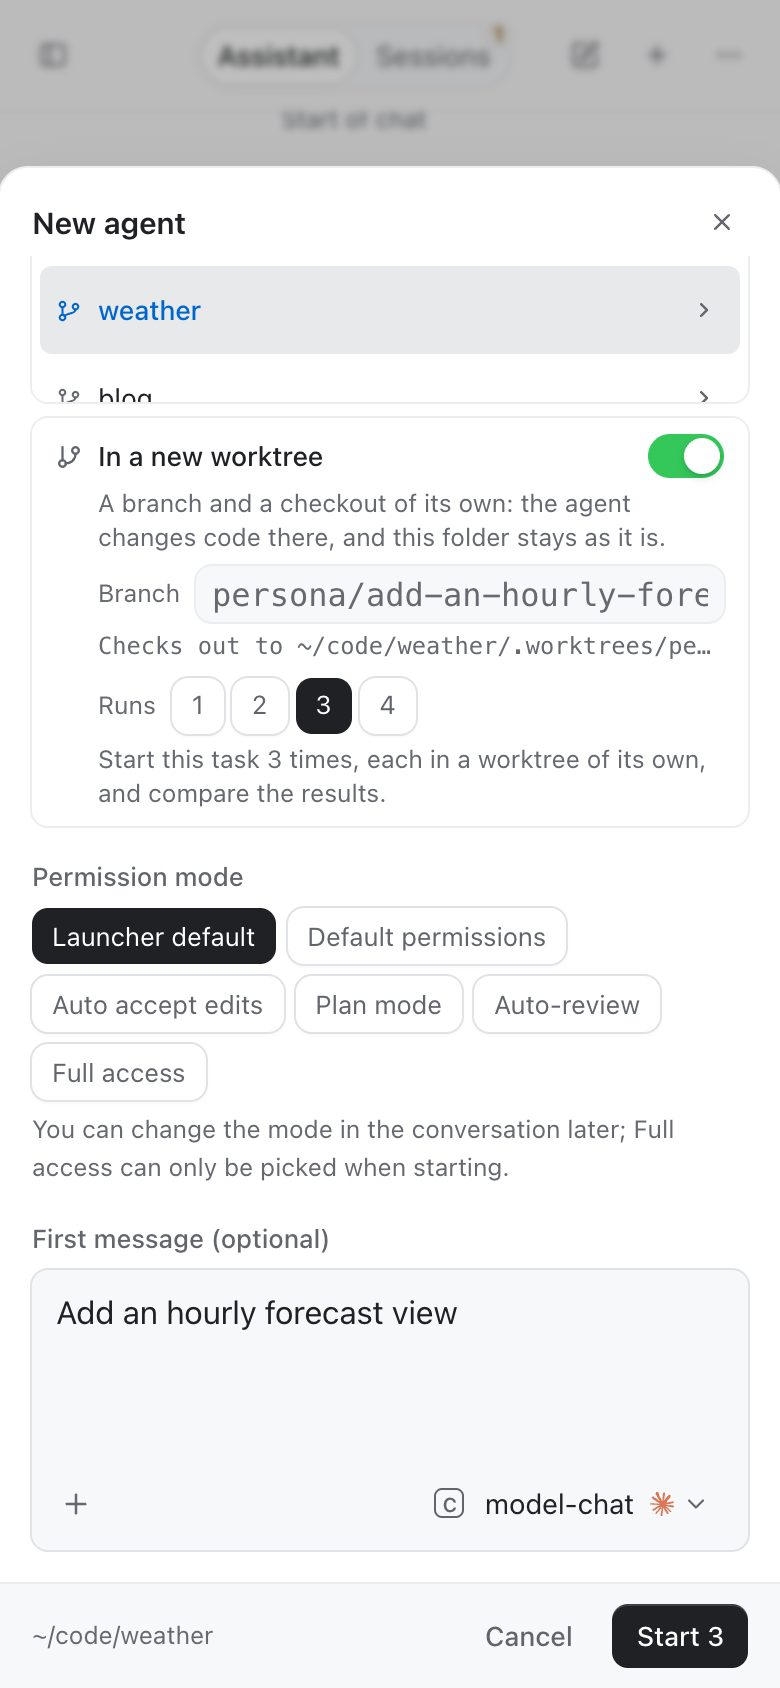 Assistant
Sessions
1
Start of chat
New agent
weather
blog
In a new worktree
A branch and a checkout of its own: the agent
changes code there, and this folder stays as it is.
Branch
persona/add-an-hourly-fore
Checks out to ~/code/weather/.worktrees/pe…
Runs 1 2 3 4
Start this task 3 times, each in a worktree of its own,
and compare the results.
Permission mode
Launcher default
Default permissions
Auto accept edits
Plan mode
Auto-review
Full access
You can change the mode in the conversation later; Full
access can only be picked when starting.
First message (optional)
Add an hourly forecast view
C model-chat
~/code/weather
Cancel
Start 3